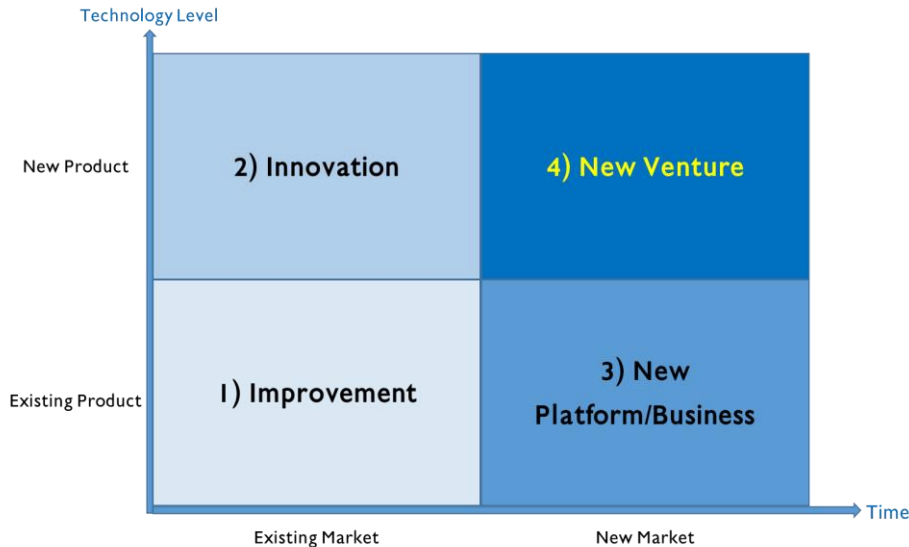 Technology Level
New Product
2) Innovation
4) New Venture
Existing Product
1) Improvement
3) New
Platform/Business
Time
Existing Market
New Market